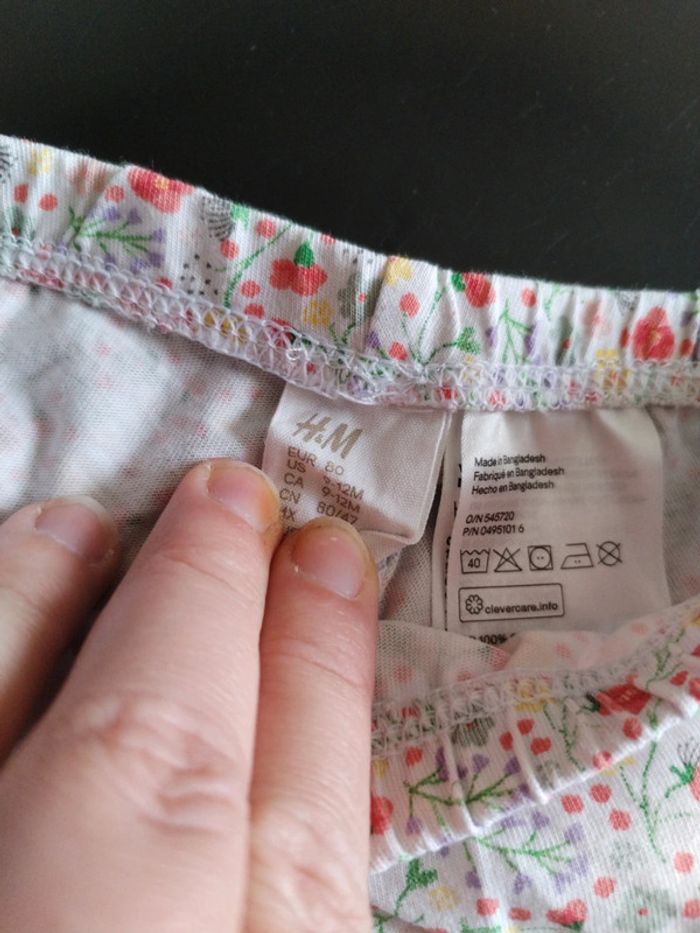 H&M
EUR 80
US 9-12M
CA 9-12M
CN 80/47
Made in Bangladesh
Fabriqué en Bangladesh
Hecho en Bangladesh
O/N 545720
P/N 0495101 6
40
clevercare.info
100%